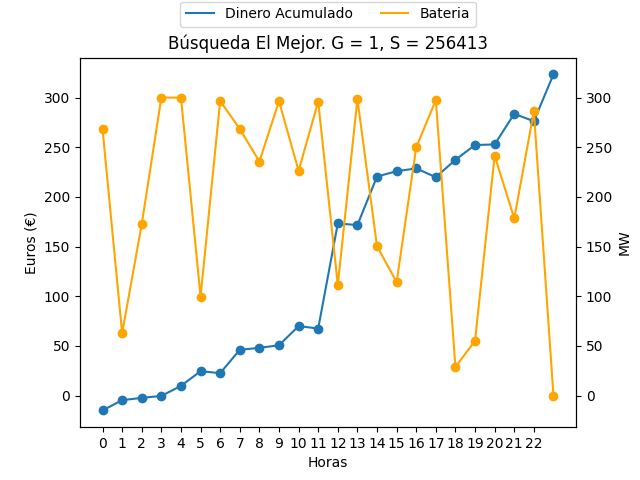 Dinero Acumulado Bateria
Búsqueda El Mejor. G = 1, S = 256413
300 300
250 250
200 200
150 150
100 100
50 50
0 0
Euros (€)
MW
0 1 2 3 4 5 6 7 8 9 10 11 12 13 14 15 16 17 18 19 20 21 22
Horas